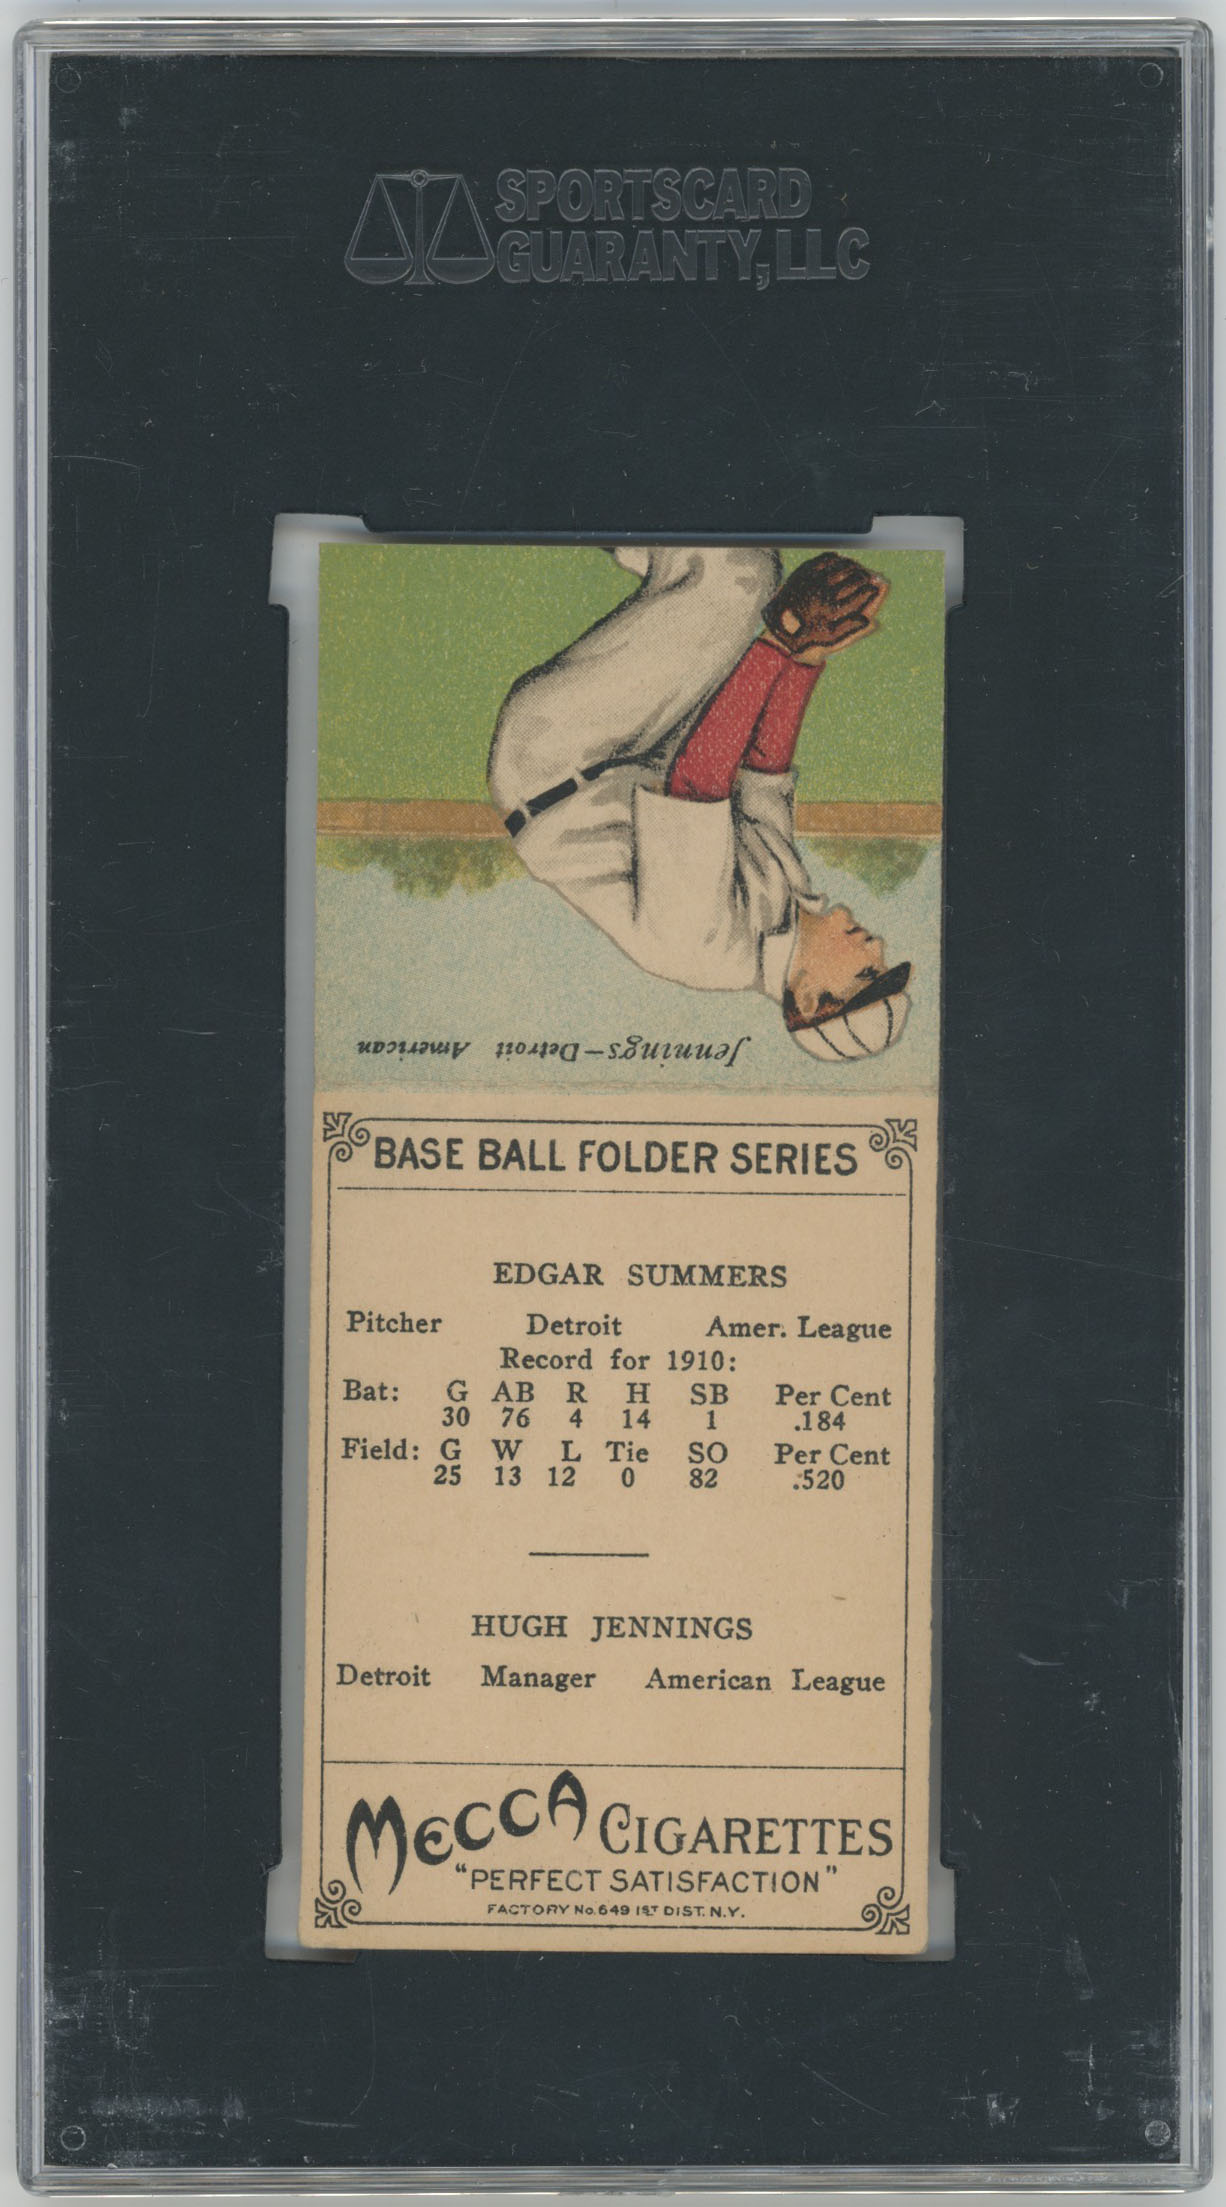 SPORTSCARD
GUARANTY, LLC
Jennings—Detroit American
BASE BALL FOLDER SERIES
EDGAR SUMMERS
Pitcher Detroit Amer. League
Record for 1910:
Bat: G AB R H SB Per Cent
30 76 4 14 1 .184
Field: G W L Tie SO Per Cent
25 13 12 0 82 .520
HUGH JENNINGS
Detroit Manager American League
MECCA CIGARETTES
"PERFECT SATISFACTION"
FACTORY No. 649 1ST DIST. N.Y.